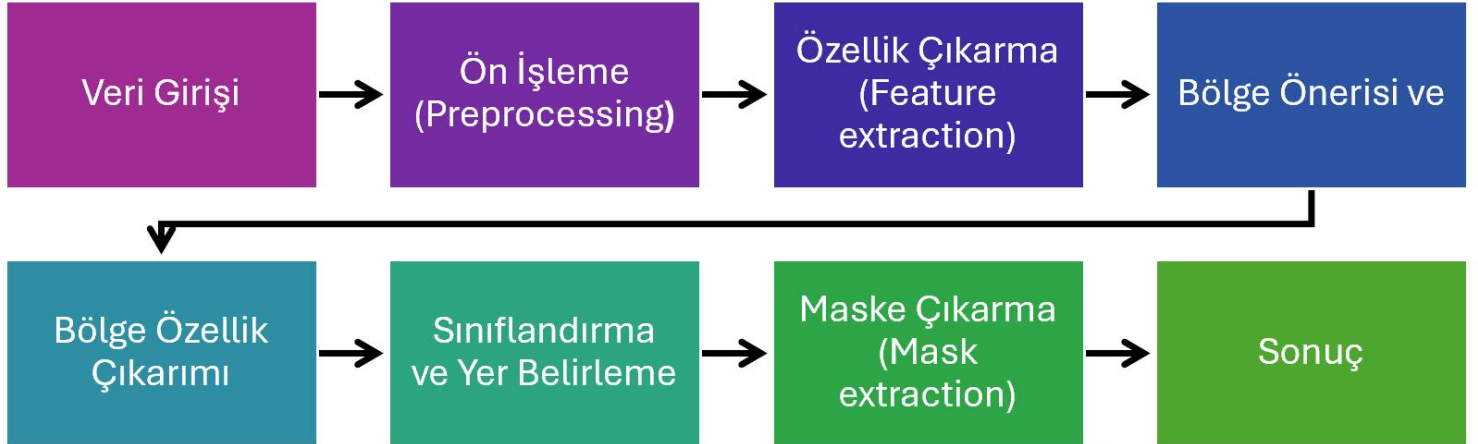 Veri Girişi
Ön İşleme
(Preprocessing)
Özellik Çıkarma
(Feature
extraction)
Bölge Önerisi ve
Bölge Özellik
Çıkarımı
Sınıflandırma
ve Yer Belirleme
Maske Çıkarma
(Mask
extraction)
Sonuç